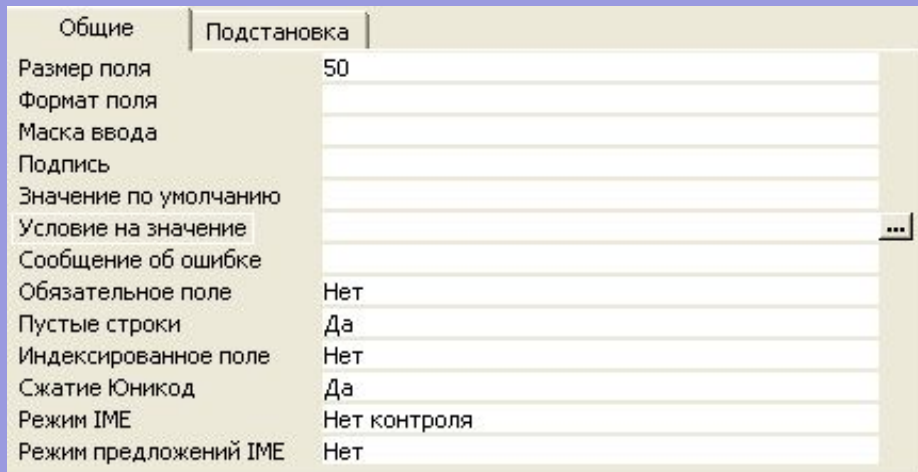 Общие Подстановка
Размер поля 50
Формат поля
Маска ввода
Подпись
Значение по умолчанию
Условие на значение ...
Сообщение об ошибке
Обязательное поле Нет
Пустые строки Да
Индексированное поле Нет
Сжатие Юникод Да
Режим IME Нет контроля
Режим предложений IME Нет